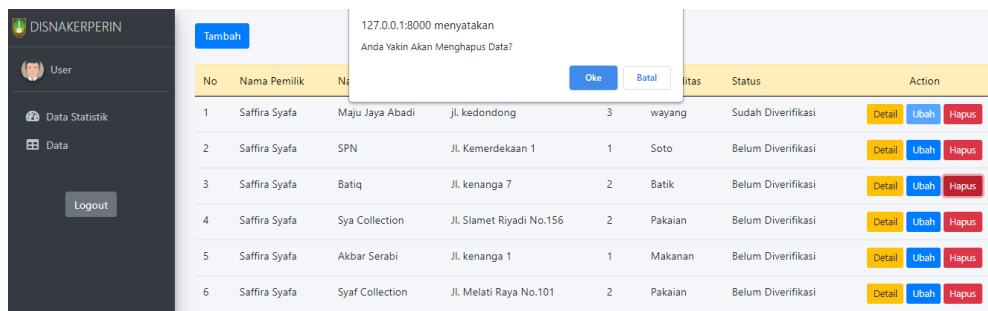 DISNAKERPERIN
User
Data Statistik
Data
Logout
Tambah
127.0.0.1:8000 menyatakan
Anda Yakin Akan Menghapus Data?
Oke Batal
No Nama Pemilik Na litas Status Action
1 Saffira Syafa Maju Jaya Abadi jl. kedondong 3 wayang Sudah Diverifikasi Detail Ubah Hapus
2 Saffira Syafa SPN Jl. Kemerdekaan 1 1 Soto Belum Diverifikasi Detail Ubah Hapus
3 Saffira Syafa Batiq Jl. kenanga 7 2 Batik Belum Diverifikasi Detail Ubah Hapus
4 Saffira Syafa Sya Collection Jl. Slamet Riyadi No.156 2 Pakaian Belum Diverifikasi Detail Ubah Hapus
5 Saffira Syafa Akbar Serabi Jl. kenanga 1 1 Makanan Belum Diverifikasi Detail Ubah Hapus
6 Saffira Syafa Syaf Collection Jl. Melati Raya No.101 2 Pakaian Belum Diverifikasi Detail Ubah Hapus